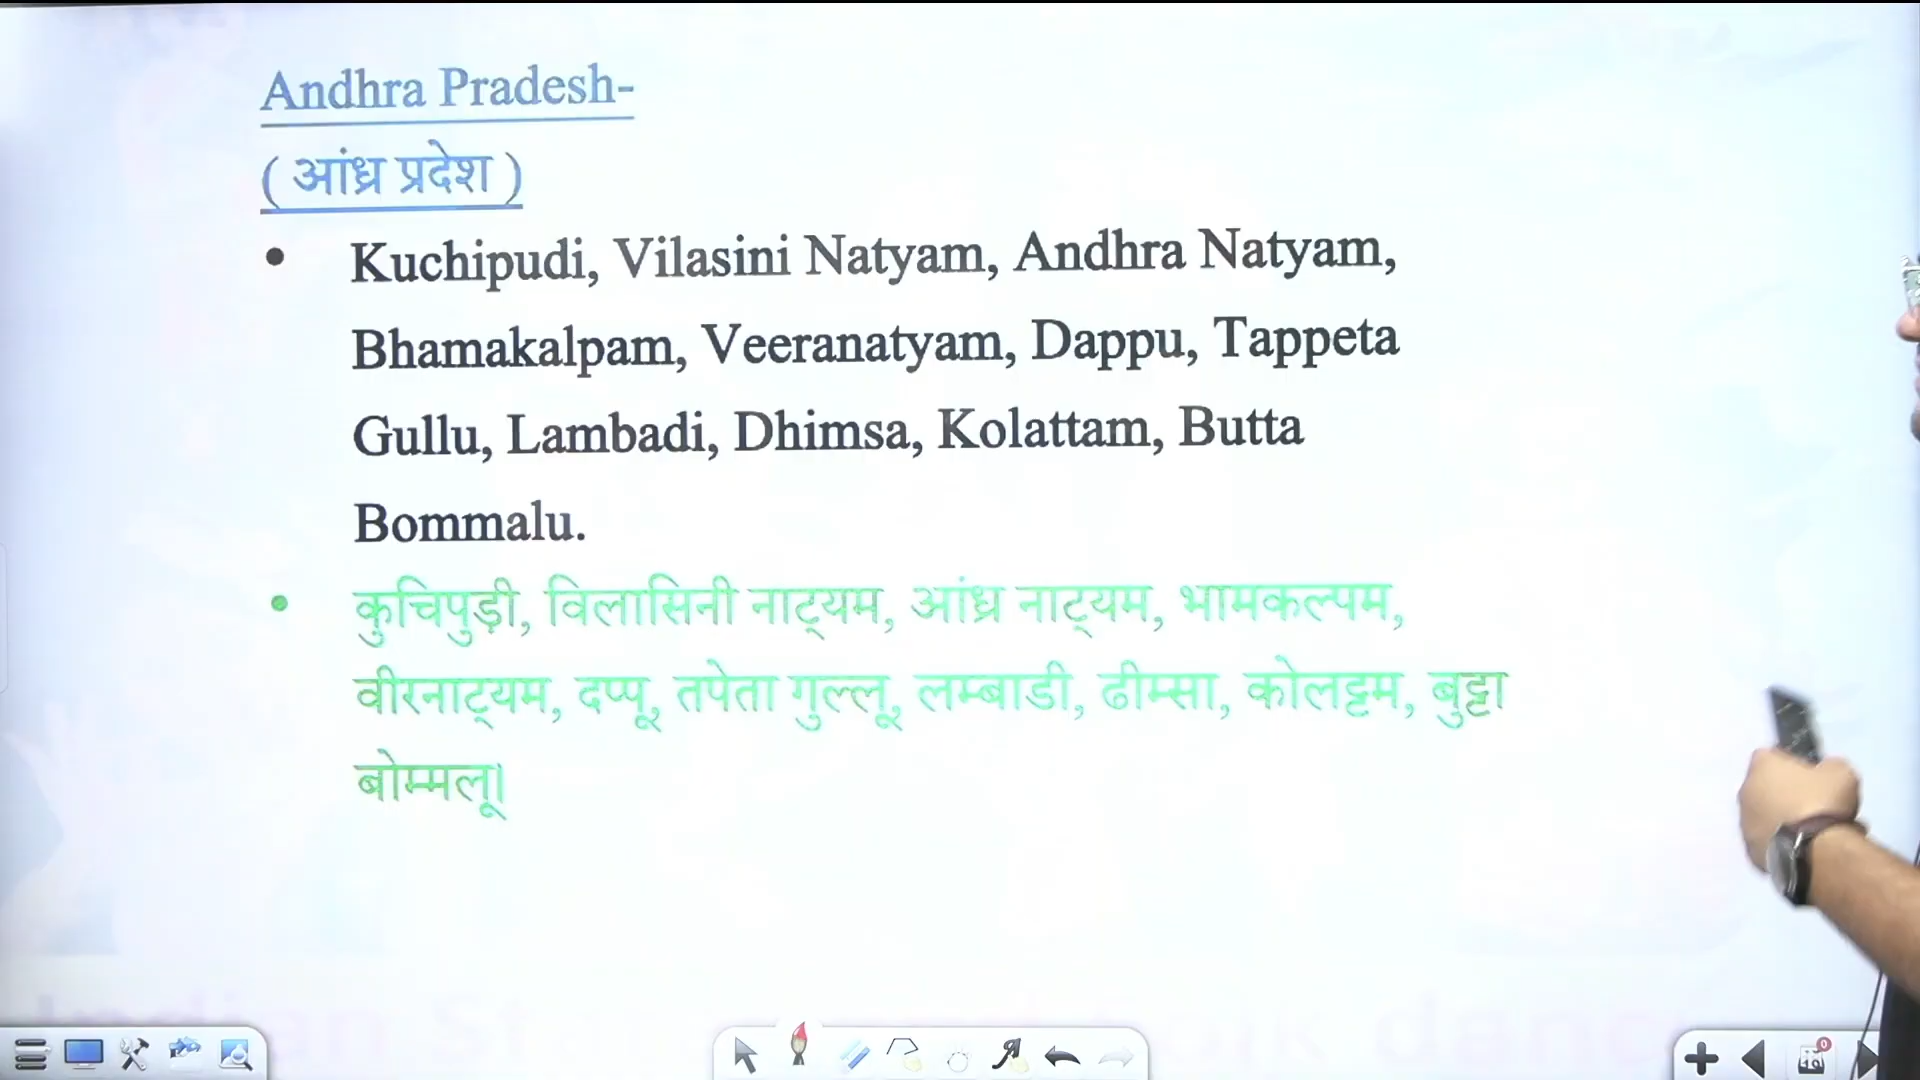 Andhra Pradesh-
( आंध्र प्रदेश )
• Kuchipudi, Vilasini Natyam, Andhra Natyam,
Bhamakalpam, Veeranatyam, Dappu, Tappeta
Gullu, Lambadi, Dhimsa, Kolattam, Butta
Bommalu.
• कुचिपुड़ी, विलासिनी नाट्यम, आंध्र नाट्यम, भामकल्पम,
वीरनाट्यम, दप्पू, तपेता गुल्लू, लम्बाडी, ढीम्सा, कोलट्टम, बुट्टा
बोम्मलू।